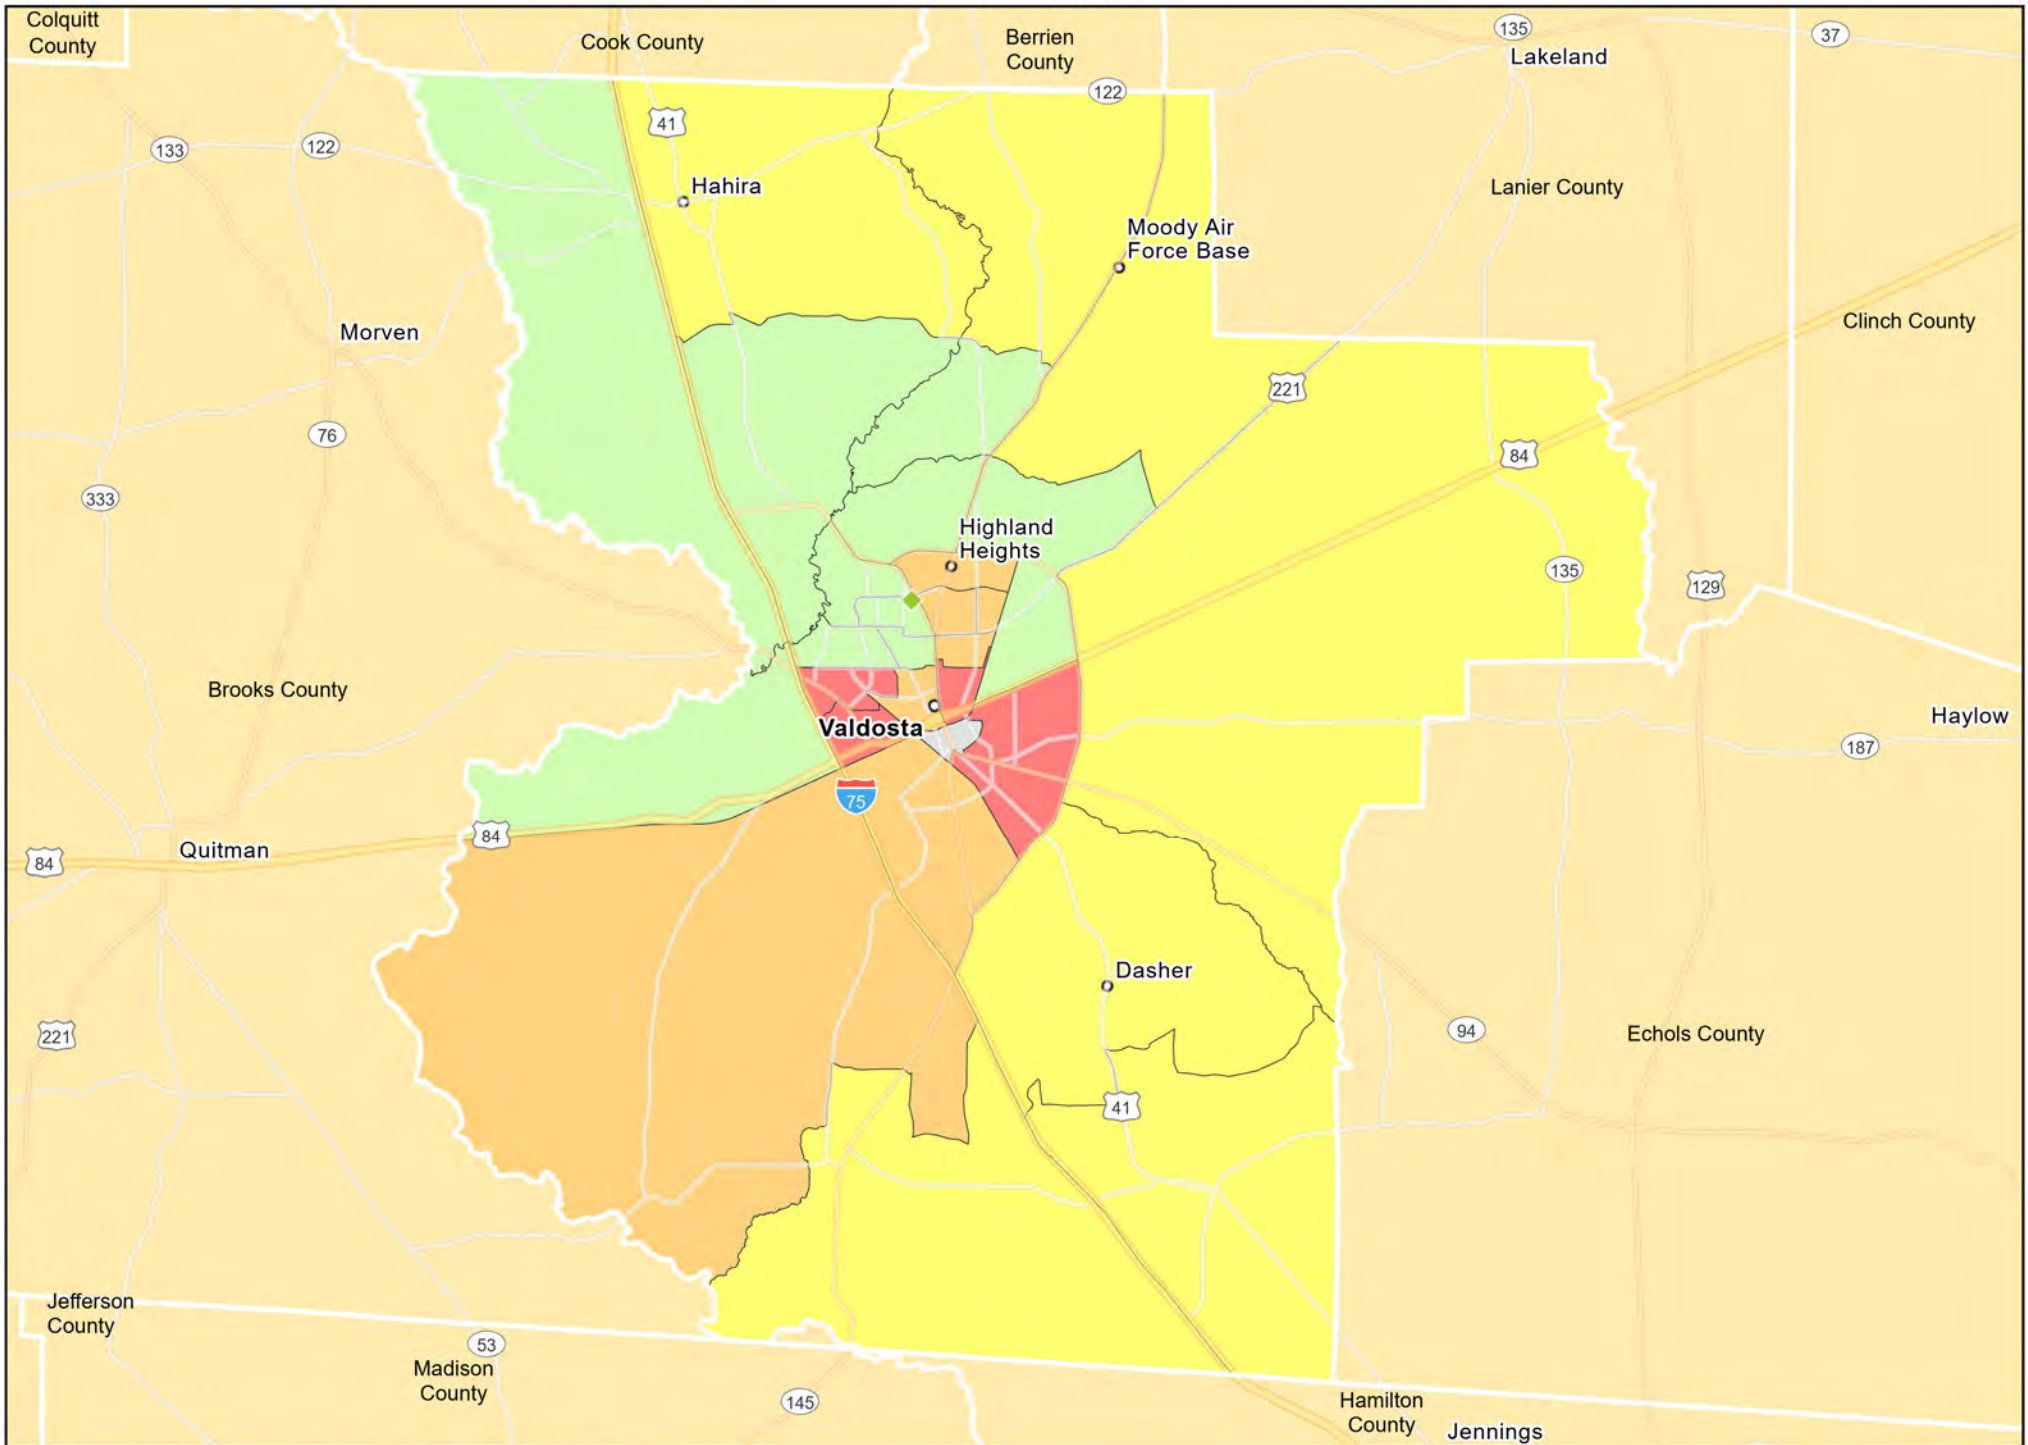 Colquitt
County
Cook County
Berrien
County
135
37
Lakeland
122
41
133
122
Hahira
Lanier County
Moody Air
Force Base
Clinch County
Morven
221
76
84
333
Highland
Heights
135
129
Brooks County
Haylow
Valdosta
187
75
84
Quitman
84
Dasher
221
94
Echols County
41
Jefferson
County
53
Madison
County
145
Hamilton
County
Jennings